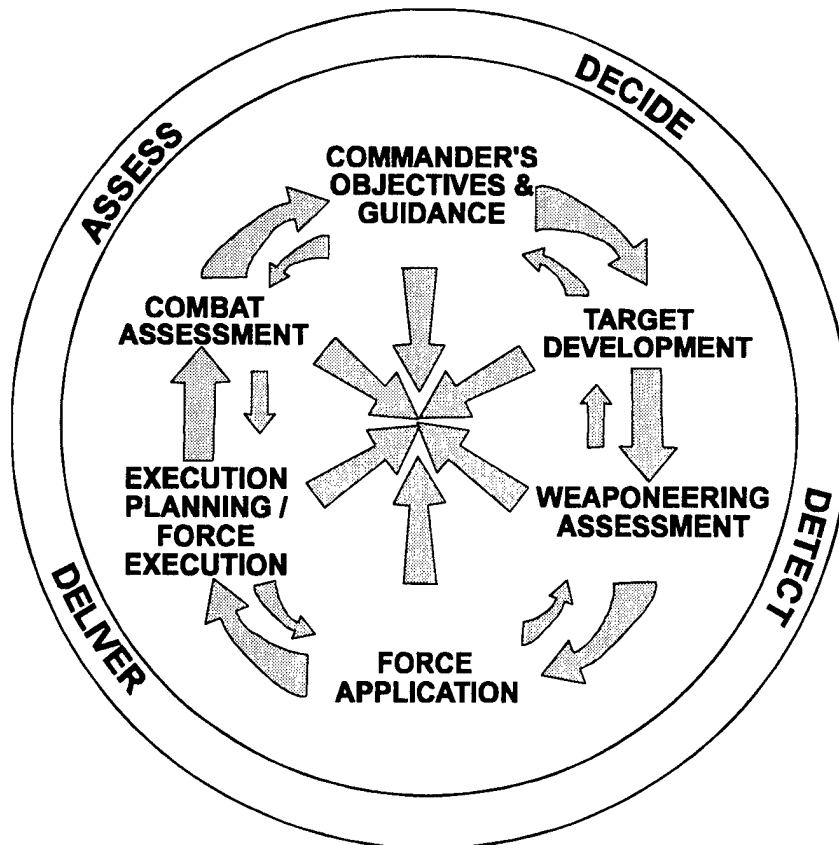 DECIDE
ASSESS
COMMANDER'S
OBJECTIVES &
GUIDANCE
COMBAT
ASSESSMENT
TARGET
DEVELOPMENT
EXECUTION
PLANNING /
FORCE
EXECUTION
WEAPONEERING
ASSESSMENT
DETECT
DELIVER
FORCE
APPLICATION